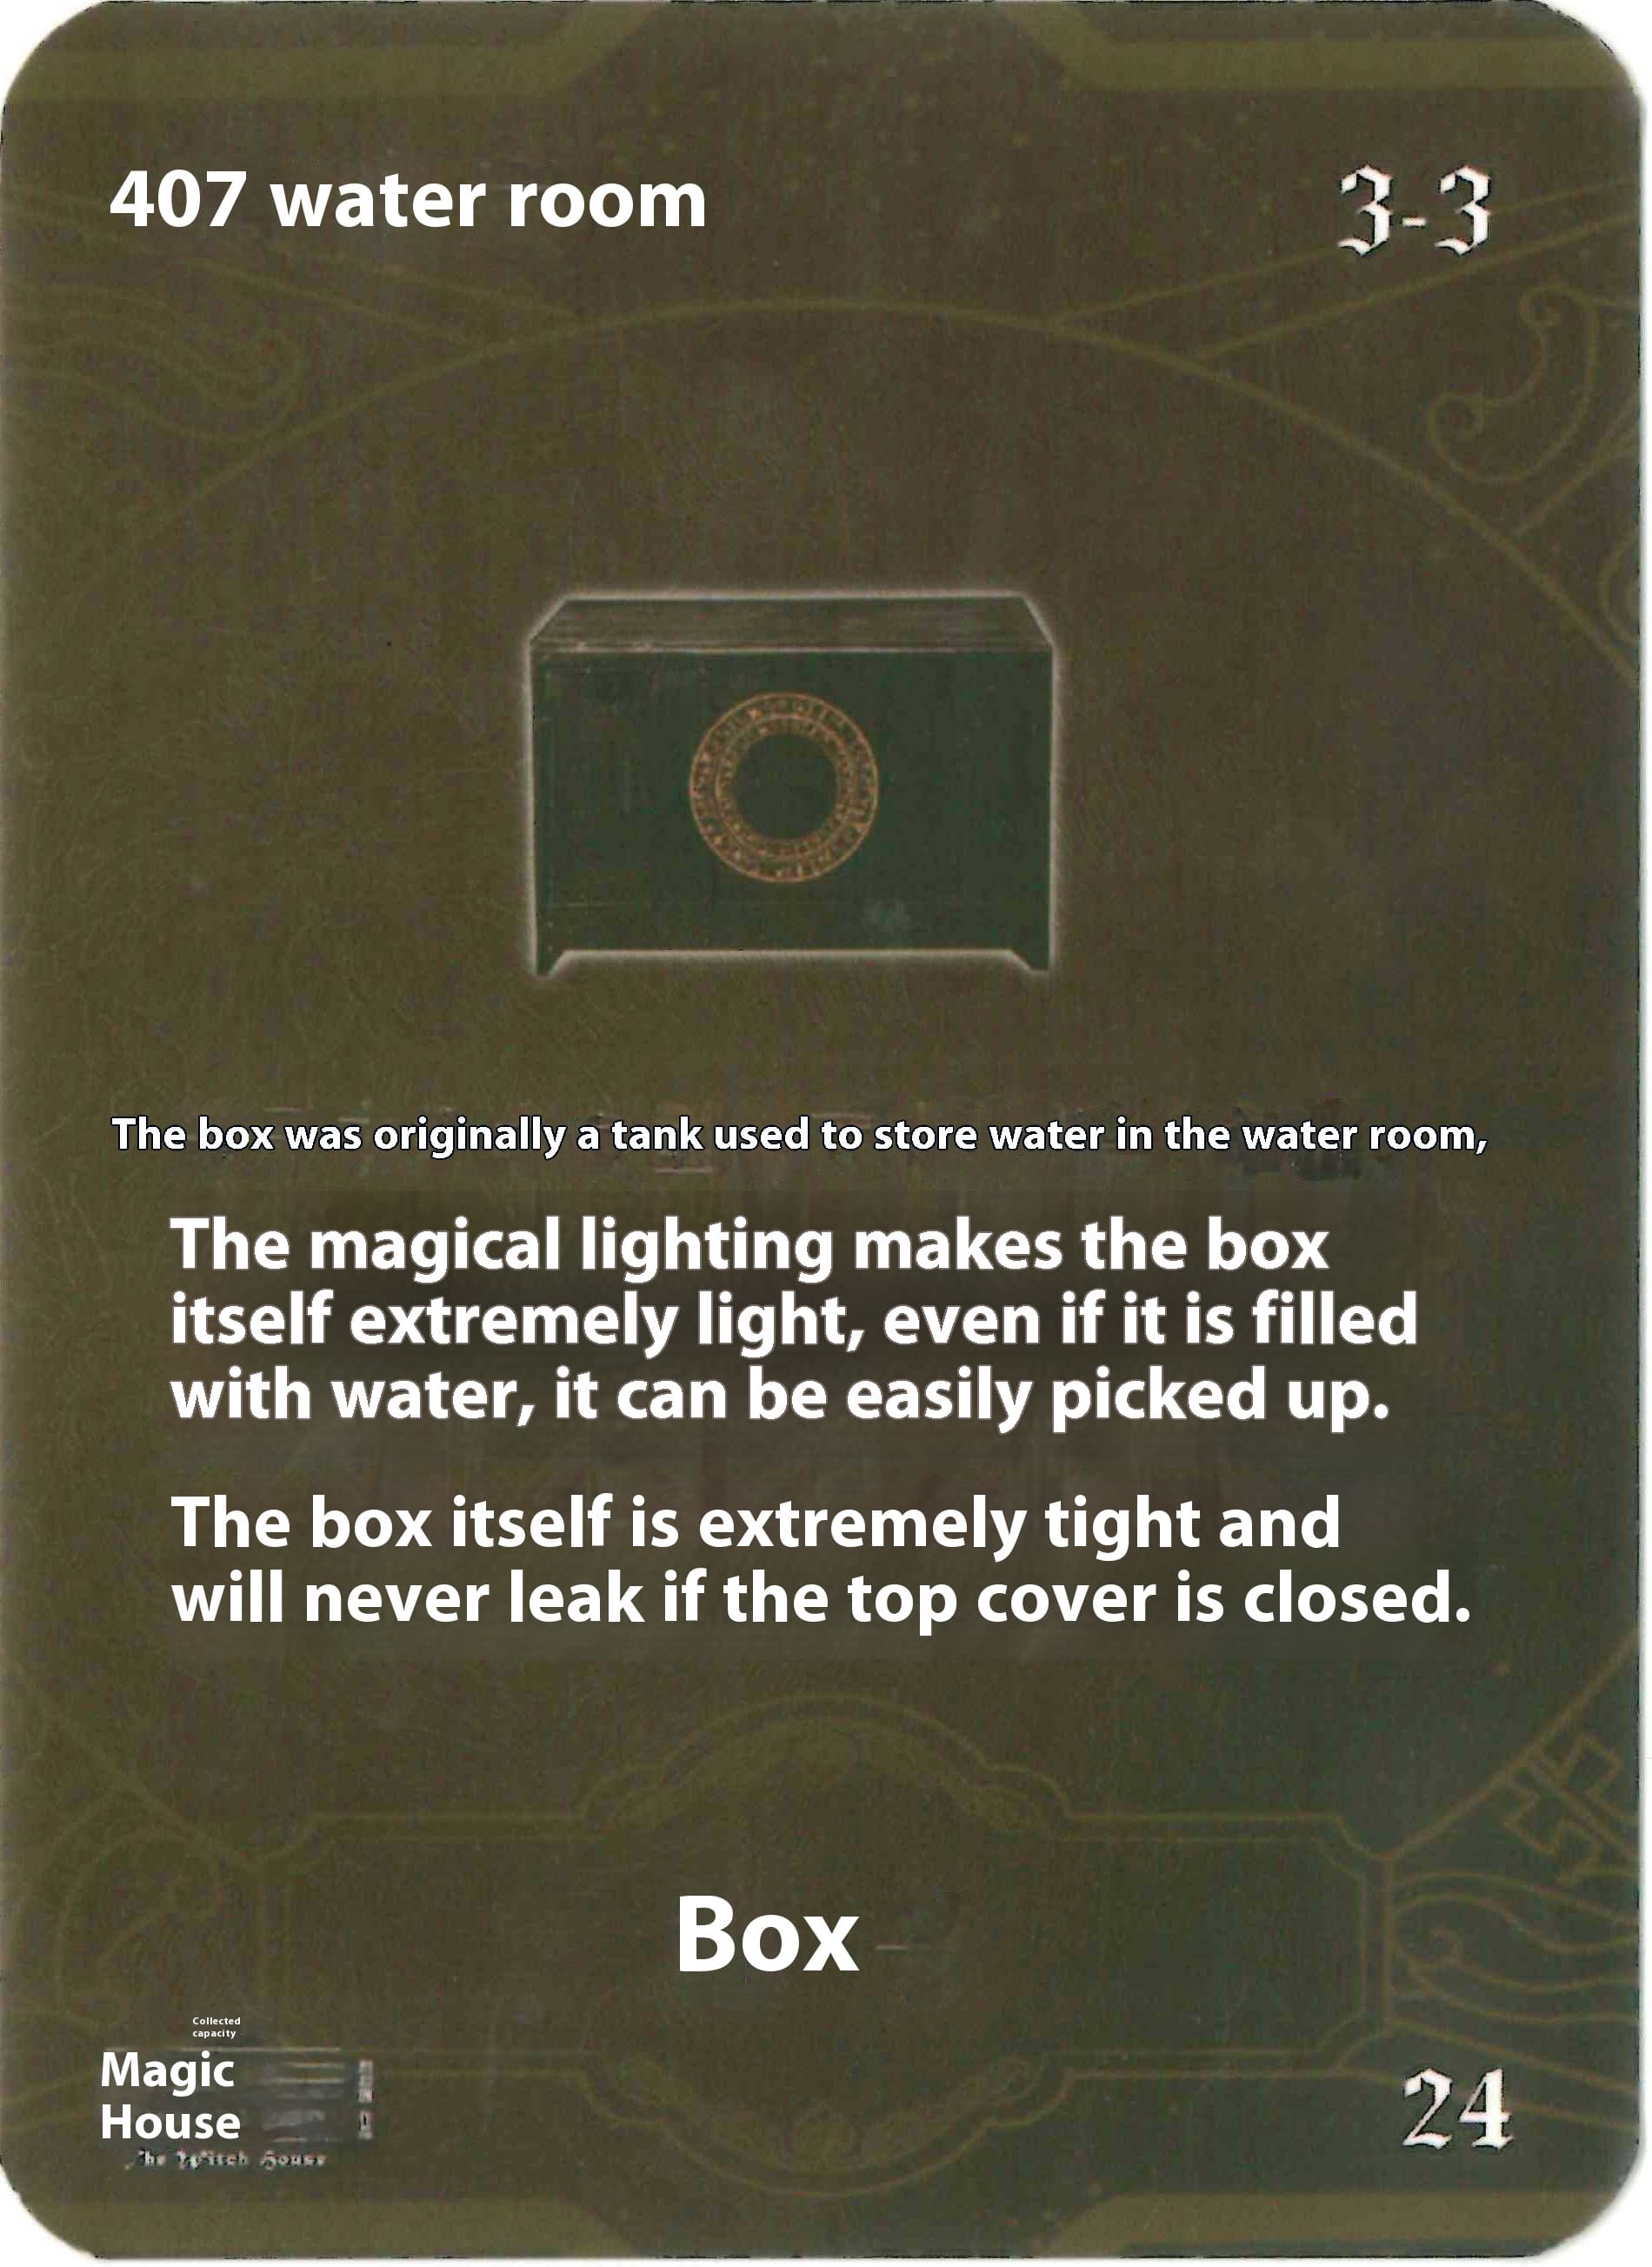 407 water room
3-3
The box was originally a tank used to store water in the water room,
The magical lighting makes the box
itself extremely light, even if it is filled
with water, it can be easily picked up.
The box itself is extremely tight and
will never leak if the top cover is closed.
Box
Collected
capacity
Magic
House
The Witch House
24